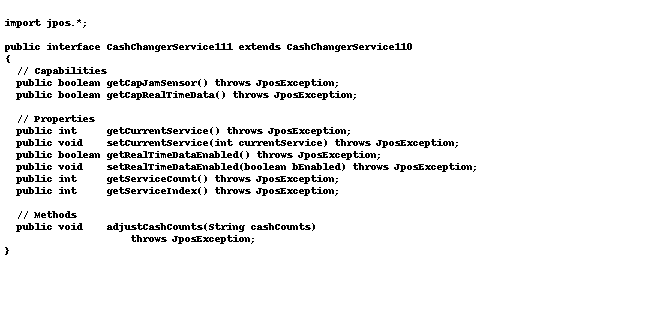 import jpos.*;

public interface CashChangerService111 extends CashChangerService110
{
  // Capabilities
  public boolean getCapJamSensor() throws JposException;
  public boolean getCapRealTimeData() throws JposException;

  // Properties
  public int     getCurrentService() throws JposException;
  public void    setCurrentService(int currentService) throws JposException;
  public boolean getRealTimeDataEnabled() throws JposException;
  public void    setRealTimeDataEnabled(boolean bEnabled) throws JposException;
  public int     getServiceCount() throws JposException;
  public int     getServiceIndex() throws JposException;

  // Methods
  public void    adjustCashCounts(String cashCounts)
                     throws JposException;
}